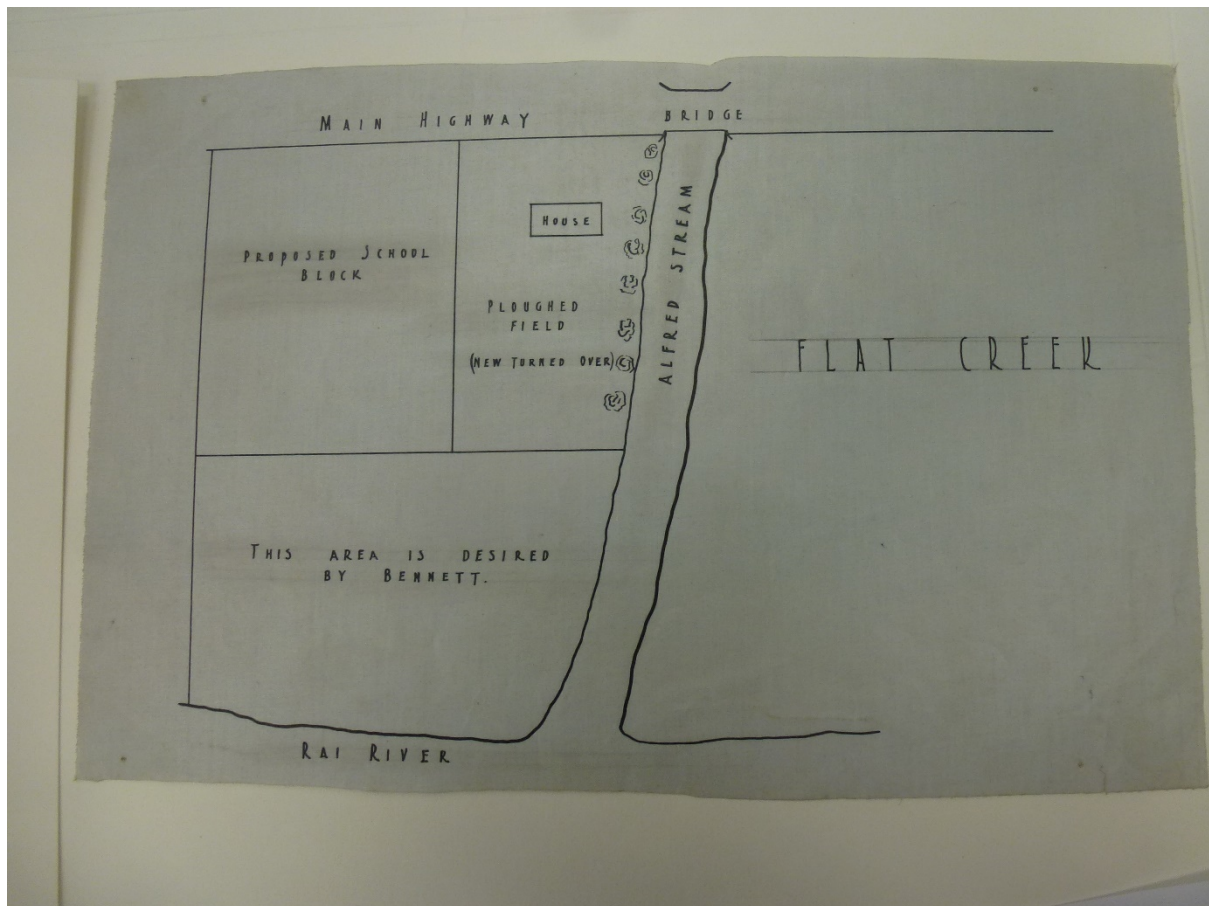 MAIN HIGHWAY
BRIDGE
HOUSE
ALFRED STREAM
PROPOSED SCHOOL
BLOCK
PLOUGHED
FIELD
(NEW TURNED OVER)
FLAT CREEK
THIS AREA IS DESIRED
BY BENNETT.
RAI RIVER